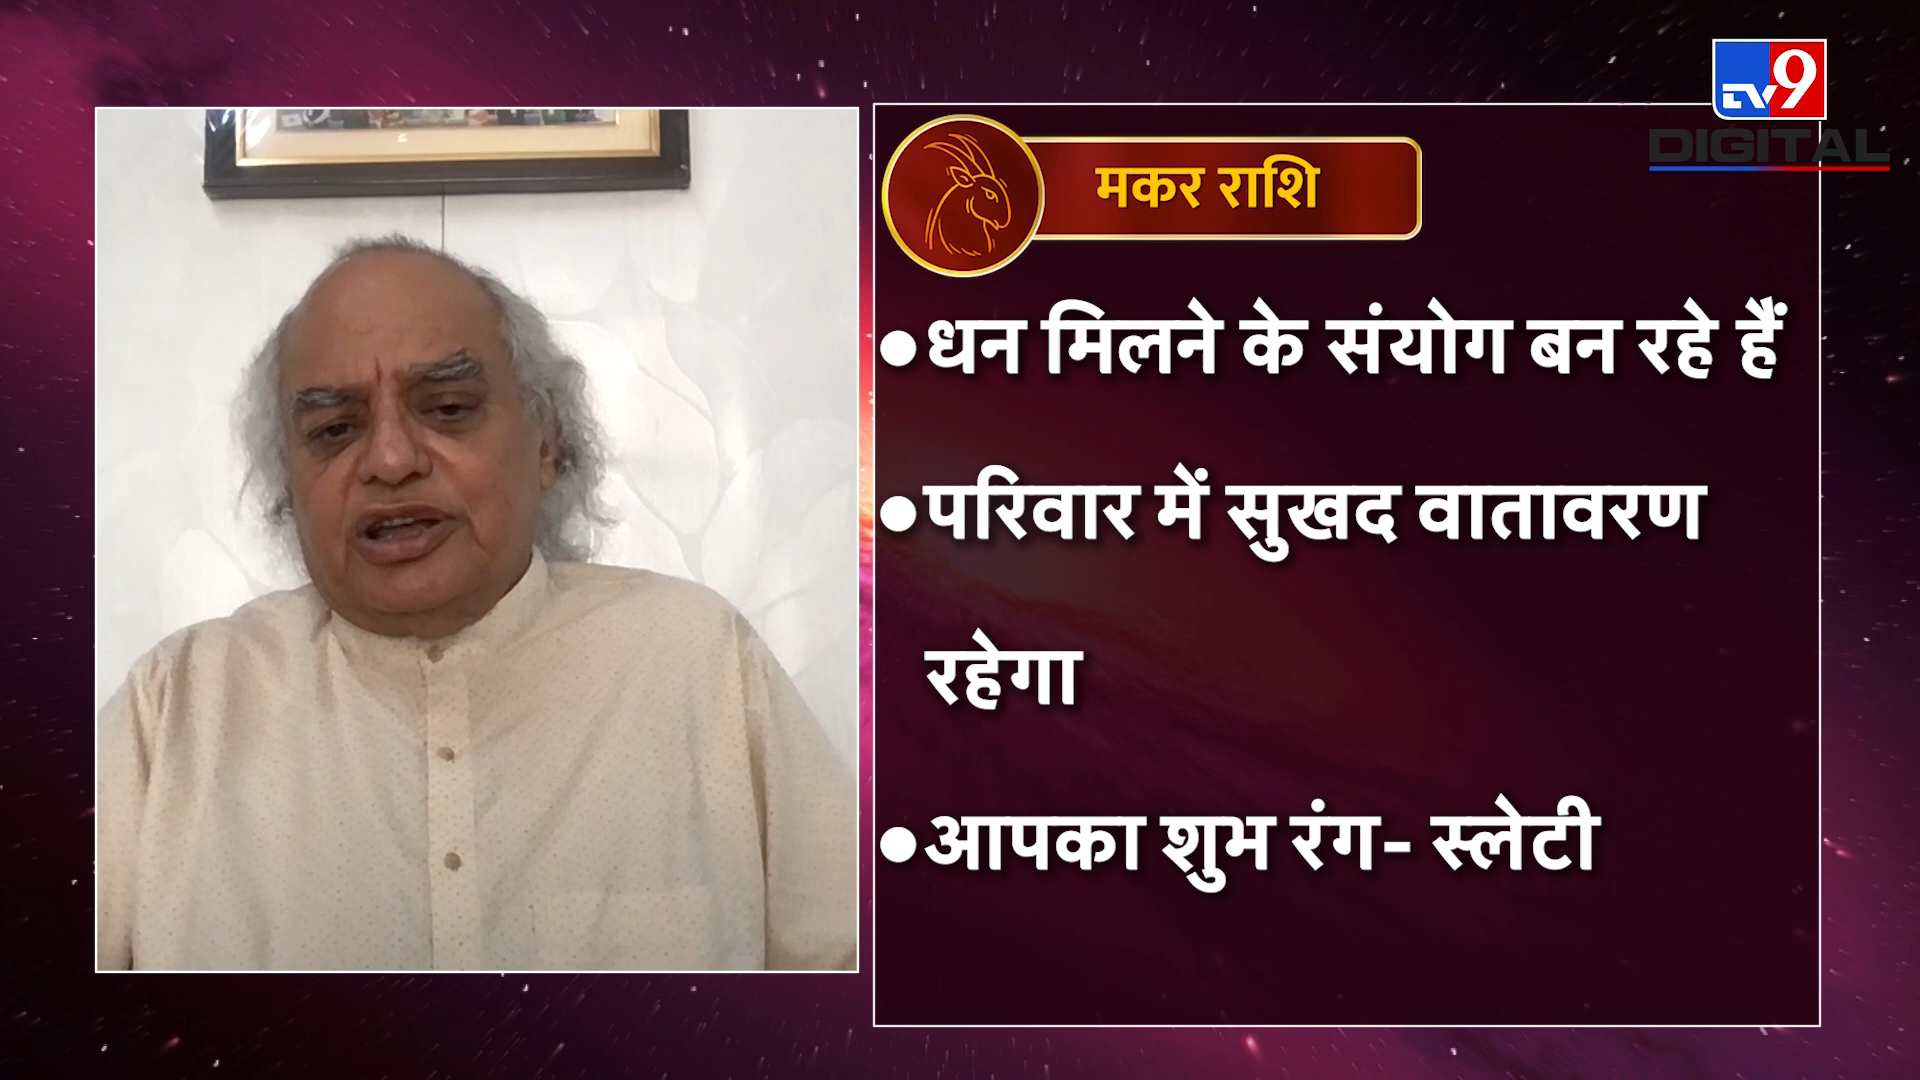 TV9
DIGITAL
मकर राशि
•धन मिलने के संयोग बन रहे हैं
•परिवार में सुखद वातावरण
रहेगा
•आपका शुभ रंग- स्लेटी